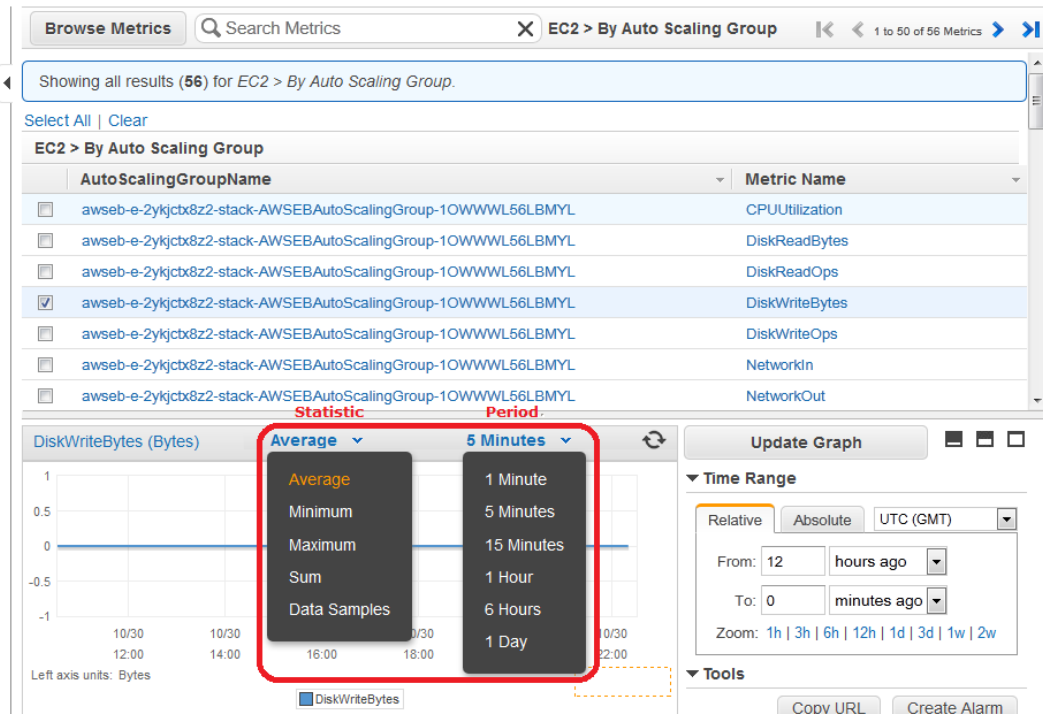 Browse Metrics Search Metrics X EC2 > By Auto Scaling Group 1 to 50 of 56 Metrics
Showing all results (56) for EC2 > By Auto Scaling Group.
Select All | Clear
EC2 > By Auto Scaling Group
AutoScalingGroupName Metric Name
awseb-e-2ykjctx8z2-stack-AWSEBAutoScalingGroup-1OWWWL56LBMYL CPUUtilization
awseb-e-2ykjctx8z2-stack-AWSEBAutoScalingGroup-1OWWWL56LBMYL DiskReadBytes
awseb-e-2ykjctx8z2-stack-AWSEBAutoScalingGroup-1OWWWL56LBMYL DiskReadOps
awseb-e-2ykjctx8z2-stack-AWSEBAutoScalingGroup-1OWWWL56LBMYL DiskWriteBytes
awseb-e-2ykjctx8z2-stack-AWSEBAutoScalingGroup-1OWWWL56LBMYL DiskWriteOps
awseb-e-2ykjctx8z2-stack-AWSEBAutoScalingGroup-1OWWWL56LBMYL NetworkIn
awseb-e-2ykjctx8z2-stack-AWSEBAutoScalingGroup-1OWWWL56LBMYL NetworkOut
Statistic Period
DiskWriteBytes (Bytes) Average 5 Minutes
Average
Minimum
Maximum
Sum
Data Samples
1 Minute
5 Minutes
15 Minutes
1 Hour
6 Hours
1 Day
1
0.5
0
-0.5
-1
10/30 10/30 0/30 0/30
12:00 14:00 16:00 18:00 22:00
Left axis units: Bytes
DiskWriteBytes
Update Graph
Time Range
Relative Absolute UTC (GMT)
From: 12 hours ago
To: 0 minutes ago
Zoom: 1h | 3h | 6h | 12h | 1d | 3d | 1w | 2w
Tools
Copy URL Create Alarm